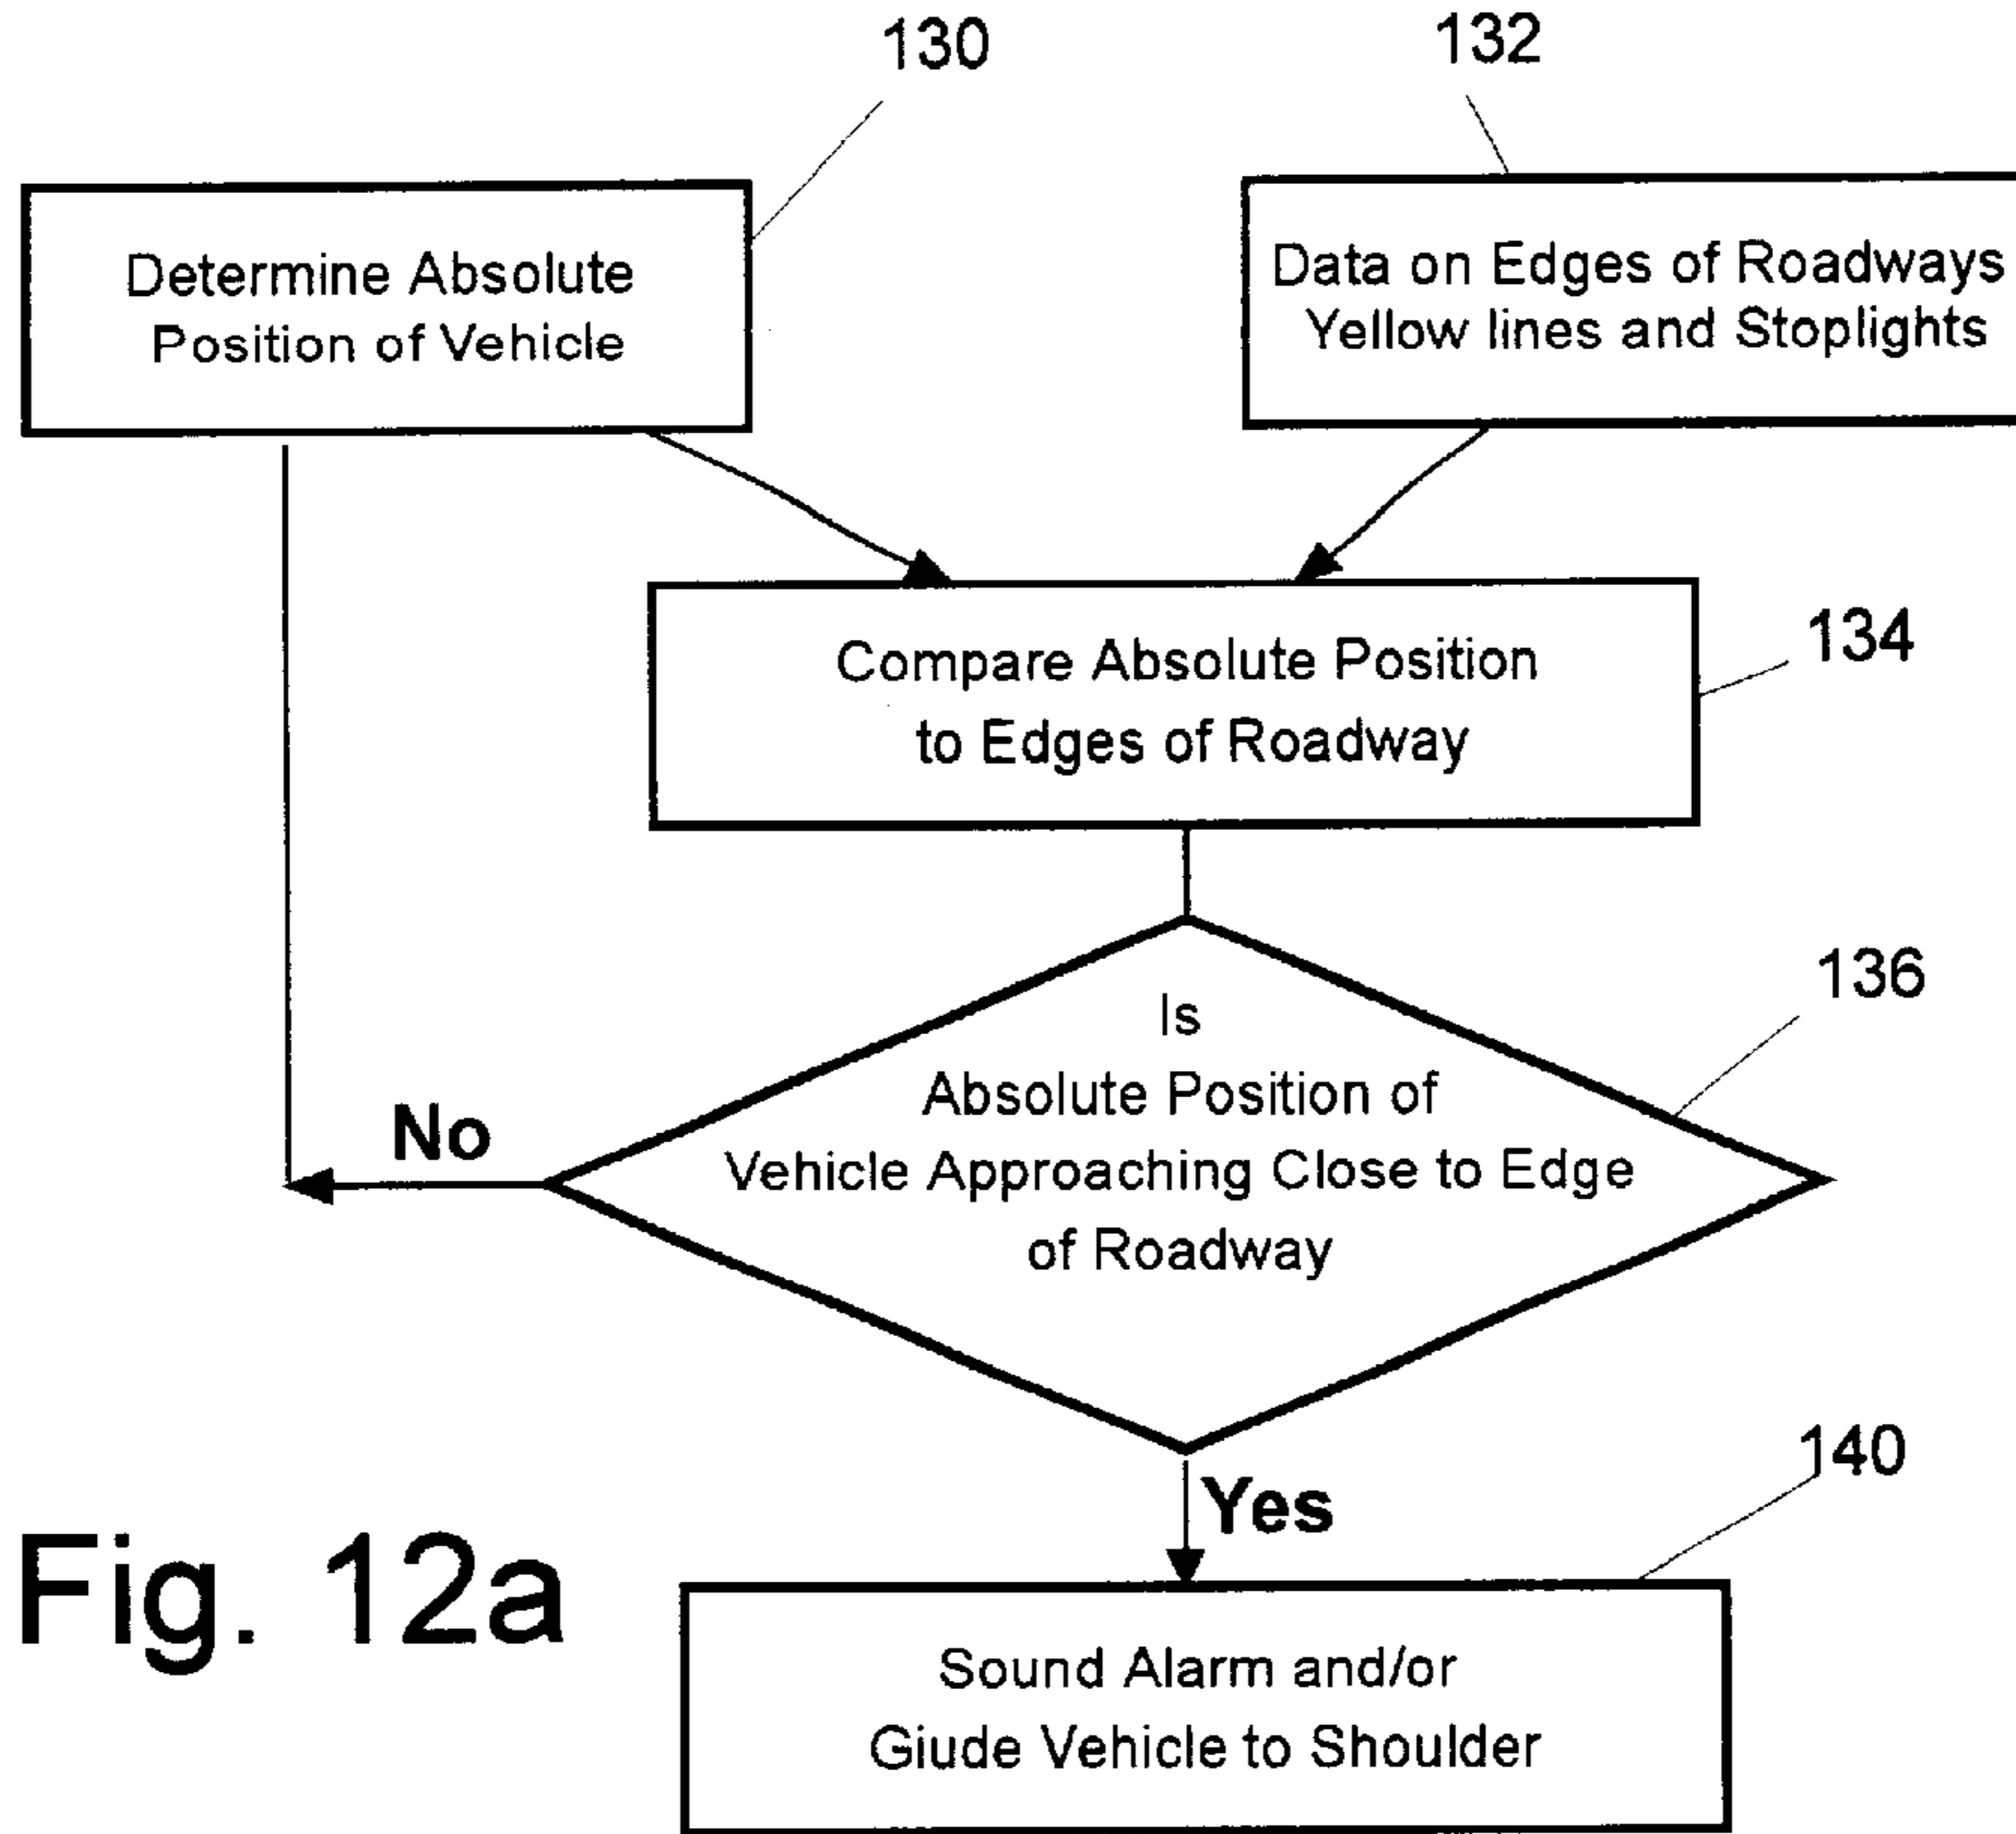 130
132
Determine Absolute
Position of Vehicle
Data on Edges of Roadways
Yellow lines and Stoplights
Compare Absolute Position
to Edges of Roadway
134
136
Is
Absolute Position of
Vehicle Approaching Close to Edge
of Roadway
No
Yes
140
Sound Alarm and/or
Giude Vehicle to Shoulder
Fig. 12a